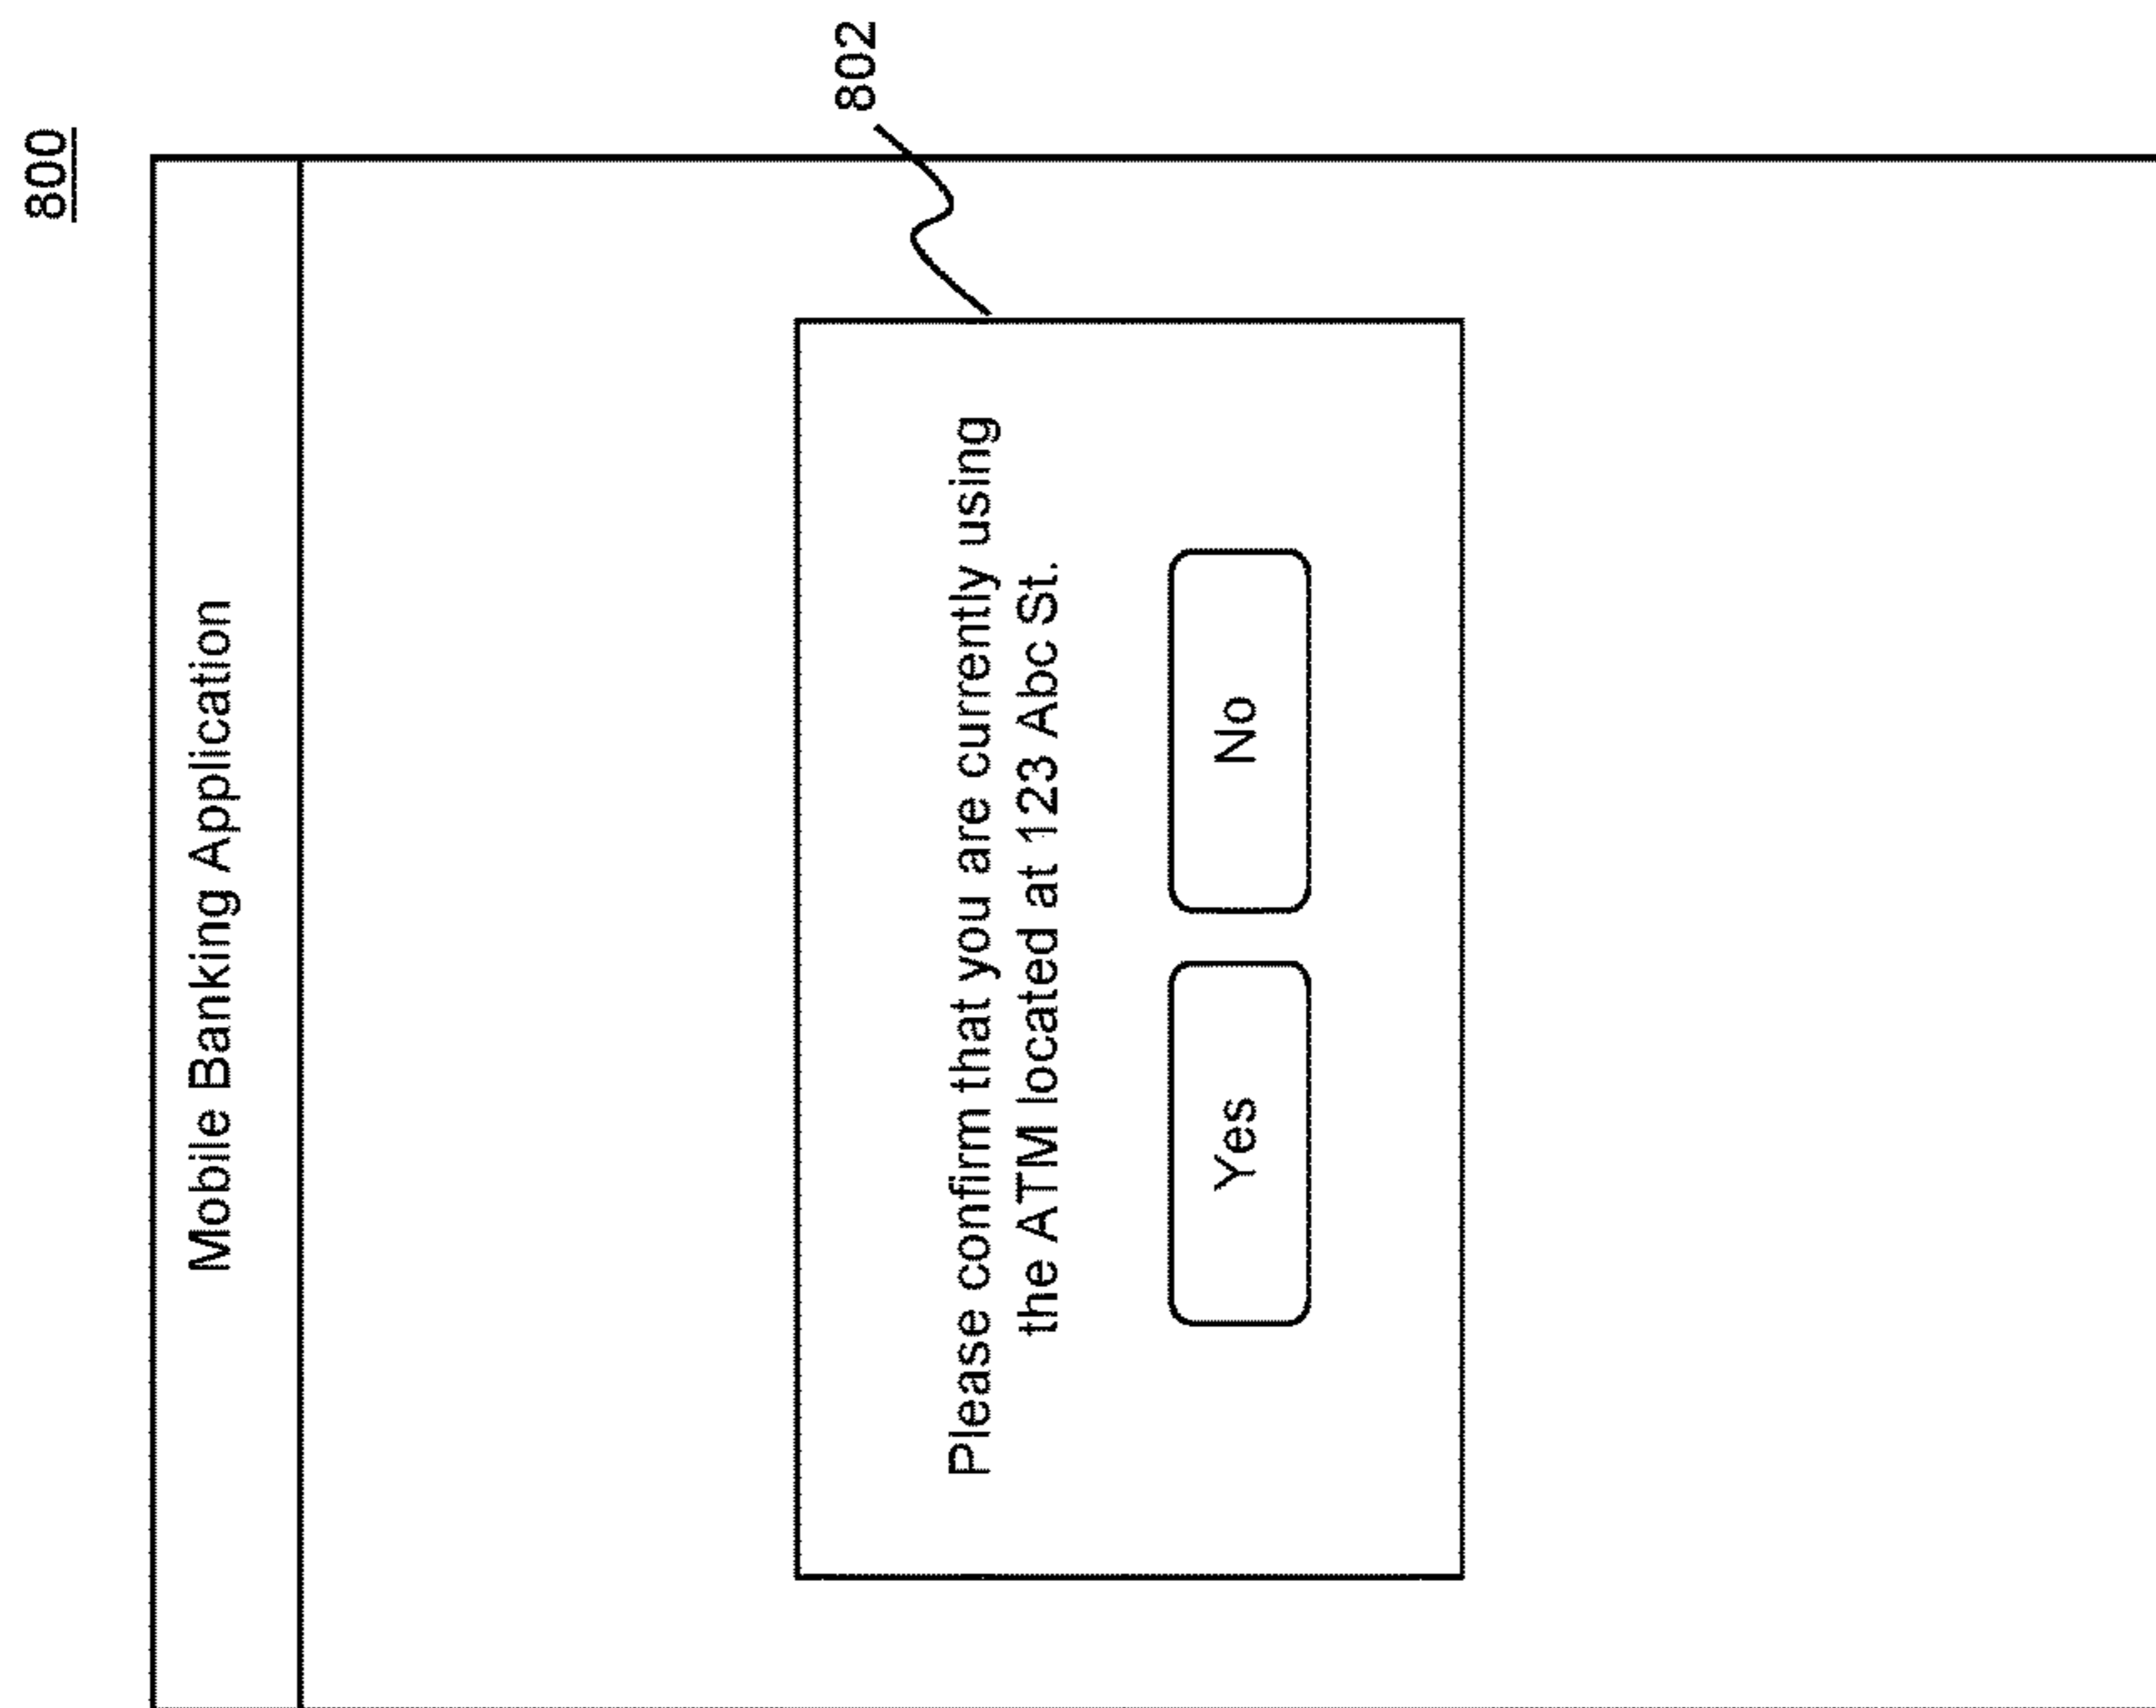 800
Mobile Banking Application
802
Please confirm that you are currently using
the ATM located at 123 Abc St.
Yes
No